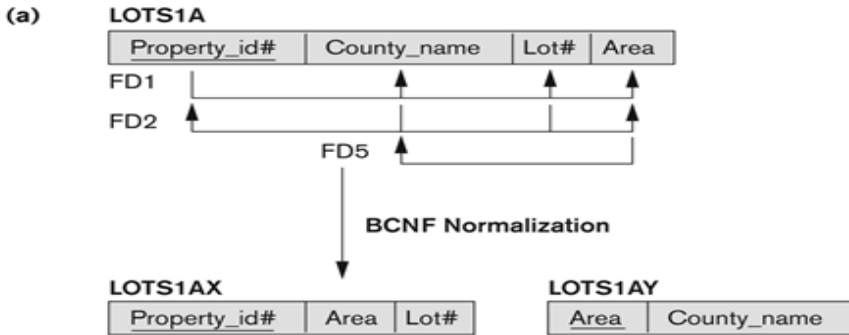 (a) LOTS1A
Property_id# County_name Lot# Area
FD1
FD2
FD5
BCNF Normalization
LOTS1AX LOTS1AY
Property_id# Area Lot# Area County_name